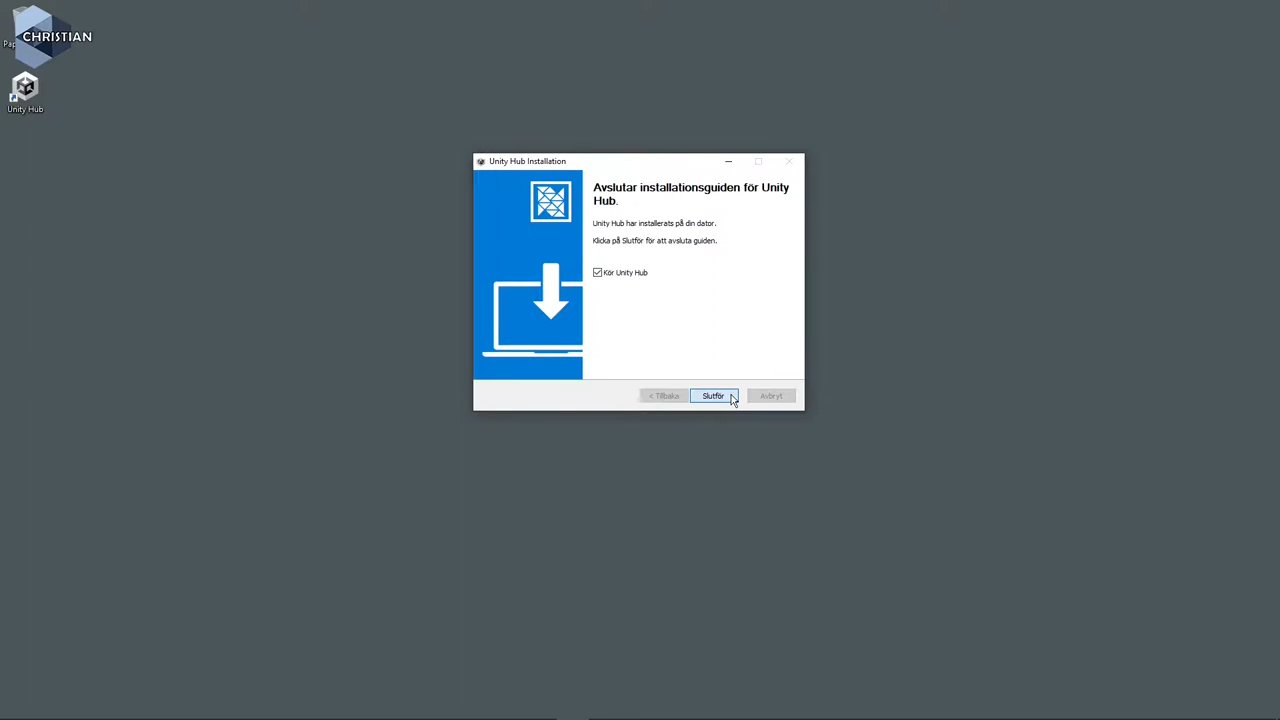 CHRISTIAN
Pap
Unity Hub
Unity Hub Installation
Avslutar installationsguiden för Unity
Hub.
Unity Hub har installerats på din dator.
Klicka på Slutför för att avsluta guiden.
Kör Unity Hub
< Tillbaka
Slutför
Avbryt